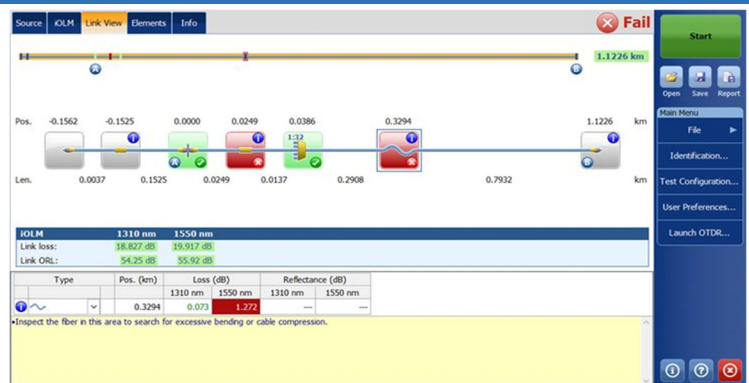 Source iOLM Link View Elements Info Fail
Start
1.1226 km
A B
Open Save Report
Main Menu
File
Identification...
Test Configuration...
User Preferences...
Launch OTDR...
Pos. -0.1562 -0.1525 0.0000 0.0249 0.0386 0.3294 1.1226 km
1:32
A B
Len. 0.0037 0.1525 0.0249 0.0137 0.2908 0.7932 km
iOLM 1310 nm 1550 nm
Link loss: 18.827 dB 19.917 dB
Link ORL: 54.25 dB 55.92 dB
Type Pos. (km) Loss (dB) Reflectance (dB)
1310 nm 1550 nm 1310 nm 1550 nm
0.3294 0.073 1.272 --- ---
•Inspect the fiber in this area to search for excessive bending or cable compression.